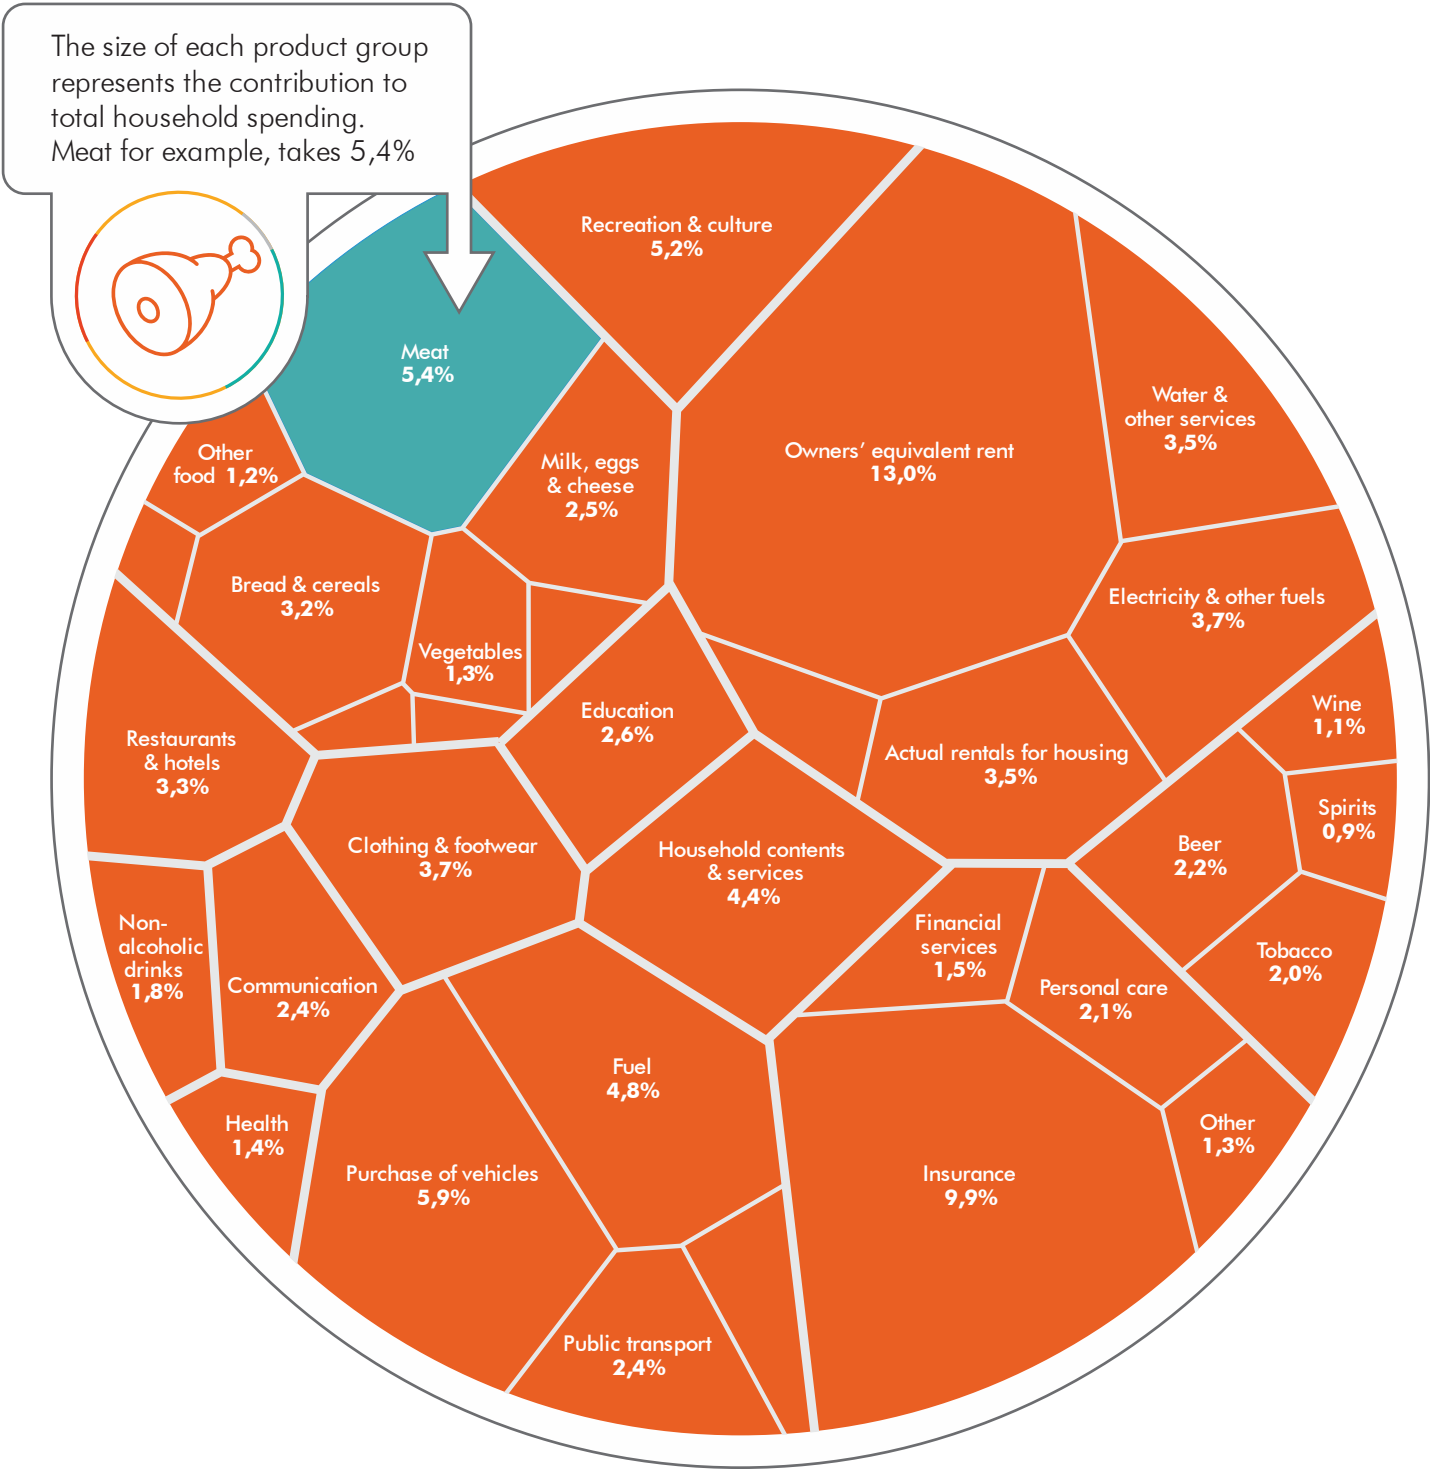 The size of each product group
represents the contribution to
total household spending.
Meat for example, takes 5,4%
Recreation & culture
5,2%
Meat
5,4%
Owners’ equivalent rent
13,0%
Water &
other services
3,5%
Other
food 1,2%
Milk, eggs
& cheese
2,5%
Bread & cereals
3,2%
Electricity & other fuels
3,7%
Vegetables
1,3%
Education
2,6%
Wine
1,1%
Restaurants
& hotels
3,3%
Actual rentals for housing
3,5%
Spirits
0,9%
Clothing & footwear
3,7%
Household contents
& services
4,4%
Beer
2,2%
Non-
alcoholic
drinks
1,8%
Financial
services
1,5%
Tobacco
2,0%
Communication
2,4%
Personal care
2,1%
Fuel
4,8%
Health
1,4%
Other
1,3%
Purchase of vehicles
5,9%
Insurance
9,9%
Public transport
2,4%